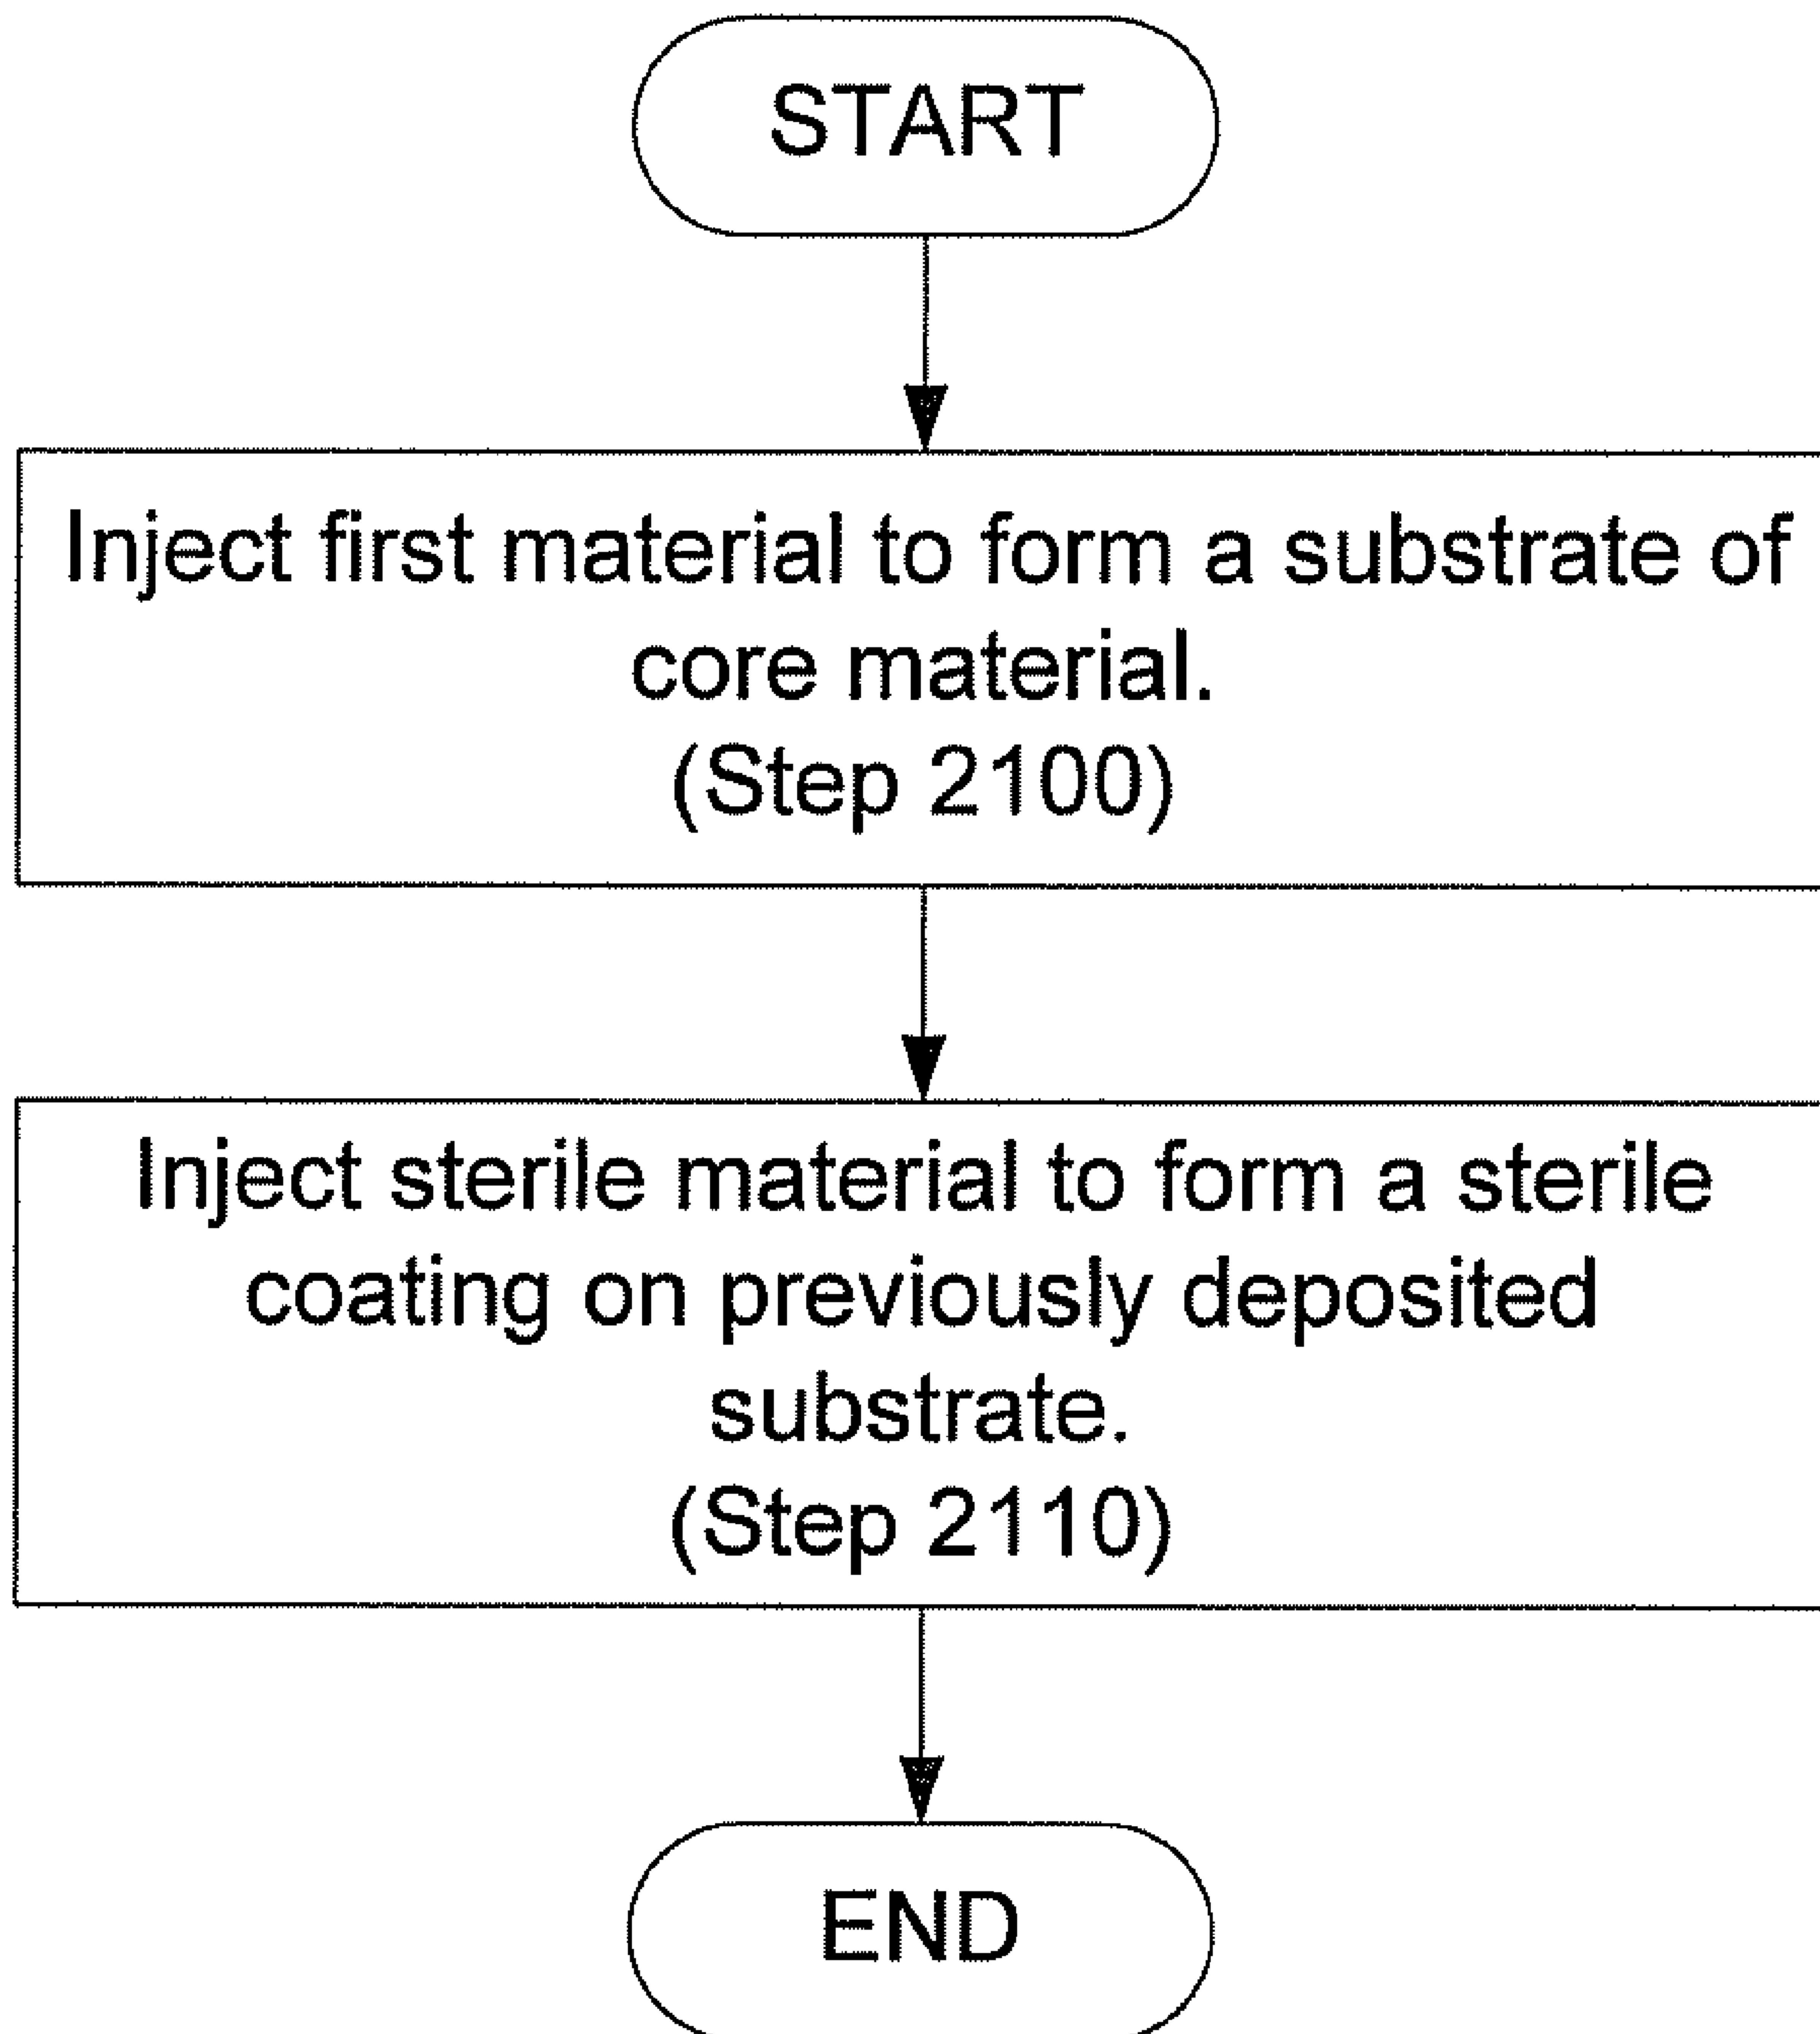 START
Inject first material to form a substrate of
core material.
(Step 2100)
Inject sterile material to form a sterile
coating on previously deposited
substrate.
(Step 2110)
END